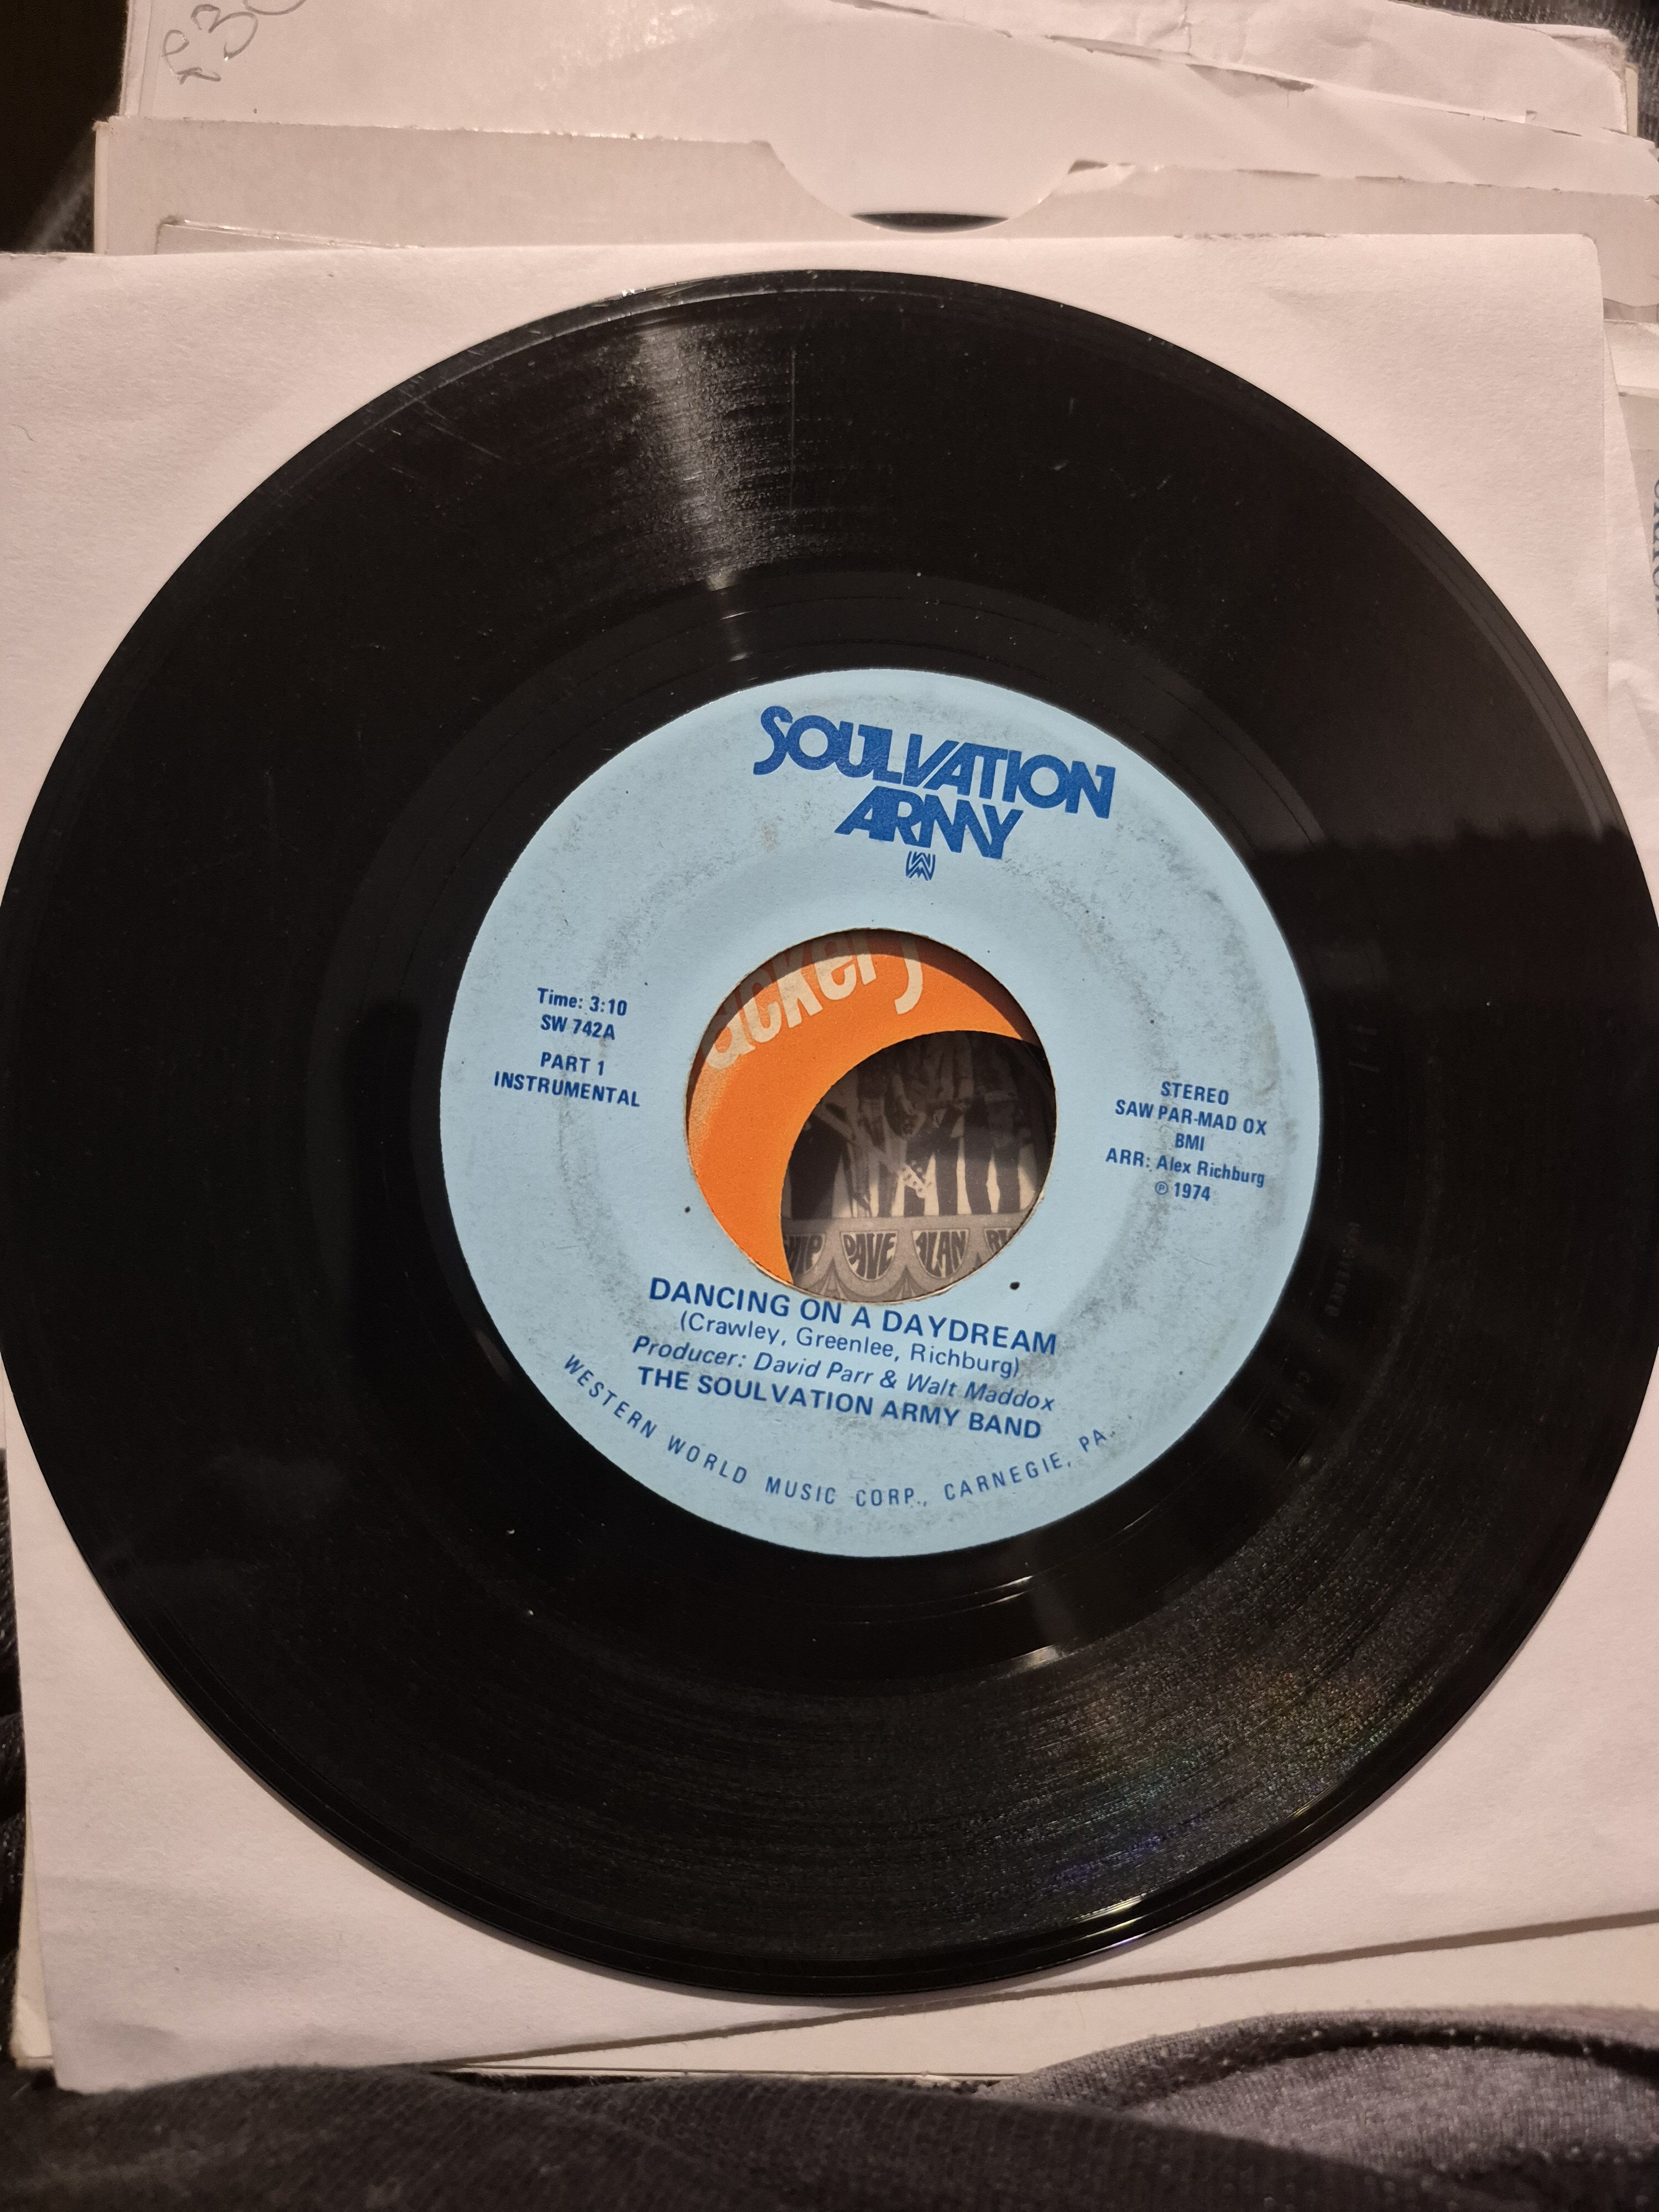 SOULVATION
ARMY
Time: 3:10
SW 742A
PART 1
INSTRUMENTAL
STEREO
SAW PAR-MAD OX
BMI
ARR: Alex Richburg
℗ 1974
DAVE ALAN
DANCING ON A DAYDREAM
(Crawley, Greenlee, Richburg)
Producer: David Parr & Walt Maddox
THE SOULVATION ARMY BAND
WESTERN WORLD MUSIC CORP., CARNEGIE, PA.